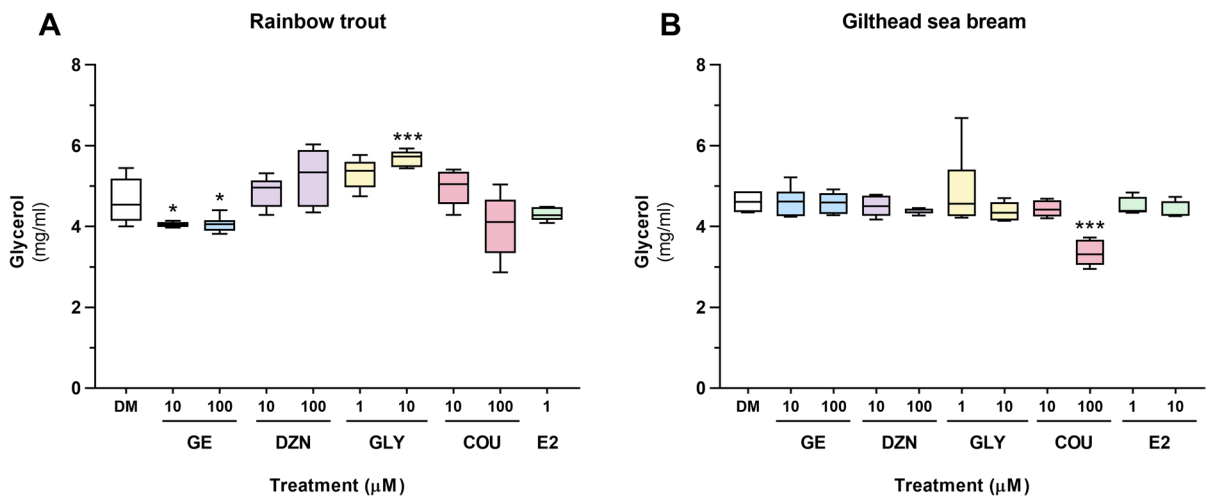 A
Rainbow trout
8
6
4
2
0
Glycerol
(mg/ml)
*
*
***
DM
10
100
10
100
1
10
10
100
1
GE
DZN
GLY
COU
E2
Treatment (μM)
B
Gilthead sea bream
8
6
4
2
0
Glycerol
(mg/ml)
***
DM
10
100
10
100
1
10
10
100
1
10
GE
DZN
GLY
COU
E2
Treatment (μM)